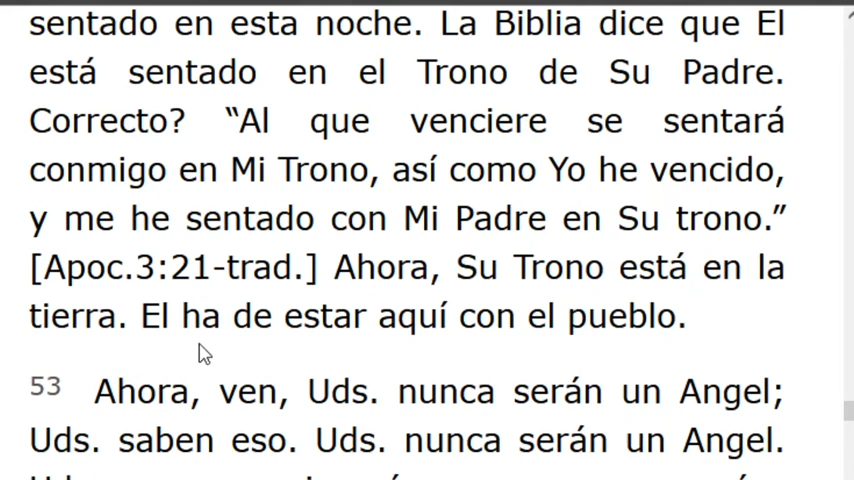 sentado en esta noche. La Biblia dice que El
está sentado en el Trono de Su Padre.
Correcto? “Al que venciere se sentará
conmigo en Mi Trono, así como Yo he vencido,
y me he sentado con Mi Padre en Su trono.”
[Apoc.3:21-trad.] Ahora, Su Trono está en la
tierra. El ha de estar aquí con el pueblo.
53 Ahora, ven, Uds. nunca serán un Angel;
Uds. saben eso. Uds. nunca serán un Angel.